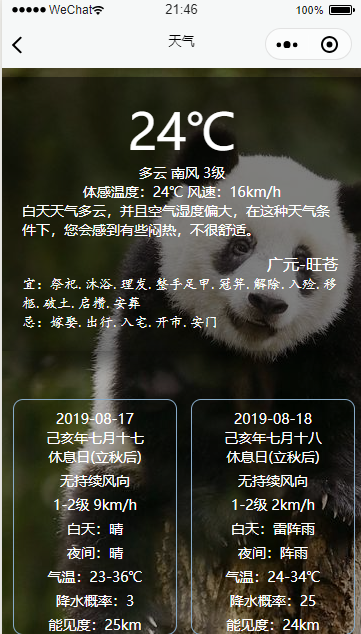 WeChat 21:46 100%
天气
24℃
多云 南风 3级
体感温度：24℃ 风速：16km/h
白天天气多云，并且空气湿度偏大，在这种天气条
件下，您会感到有些闷热，不很舒适。
广元-旺苍
宜：祭祀.沐浴.理发.整手足甲.冠笄.解除.入殓.移
柩.破土.启攒.安葬
忌：嫁娶.出行.入宅.开市.安门
2019-08-17
己亥年七月十七
休息日(立秋后)
无持续风向
1-2级 9km/h
白天：晴
夜间：晴
气温：23-36℃
降水概率：3
能见度：25km
2019-08-18
己亥年七月十八
休息日(立秋后)
无持续风向
1-2级 2km/h
白天：雷阵雨
夜间：阵雨
气温：24-34℃
降水概率：25
能见度：24km